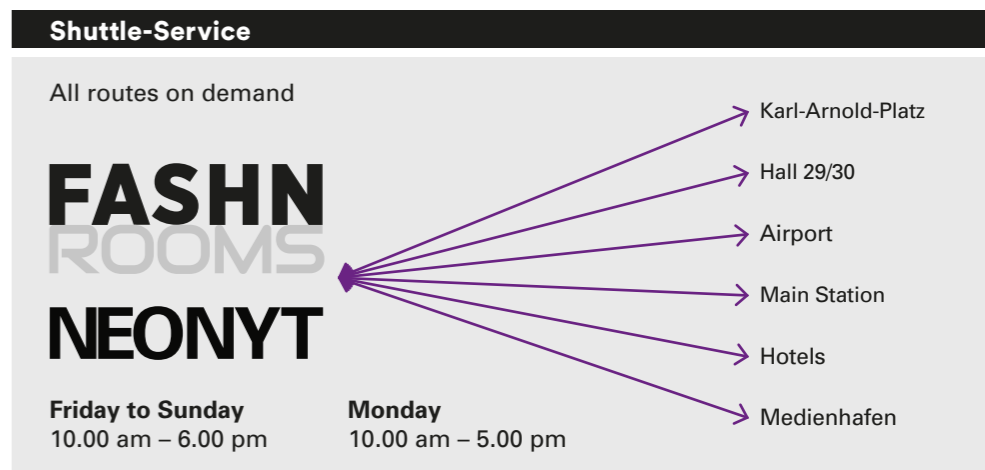 Shuttle-Service
All routes on demand
FASHN
ROOMS
NEONYT
Friday to Sunday
10.00 am – 6.00 pm
Monday
10.00 am – 5.00 pm
Karl-Arnold-Platz
Hall 29/30
Airport
Main Station
Hotels
Medienhafen